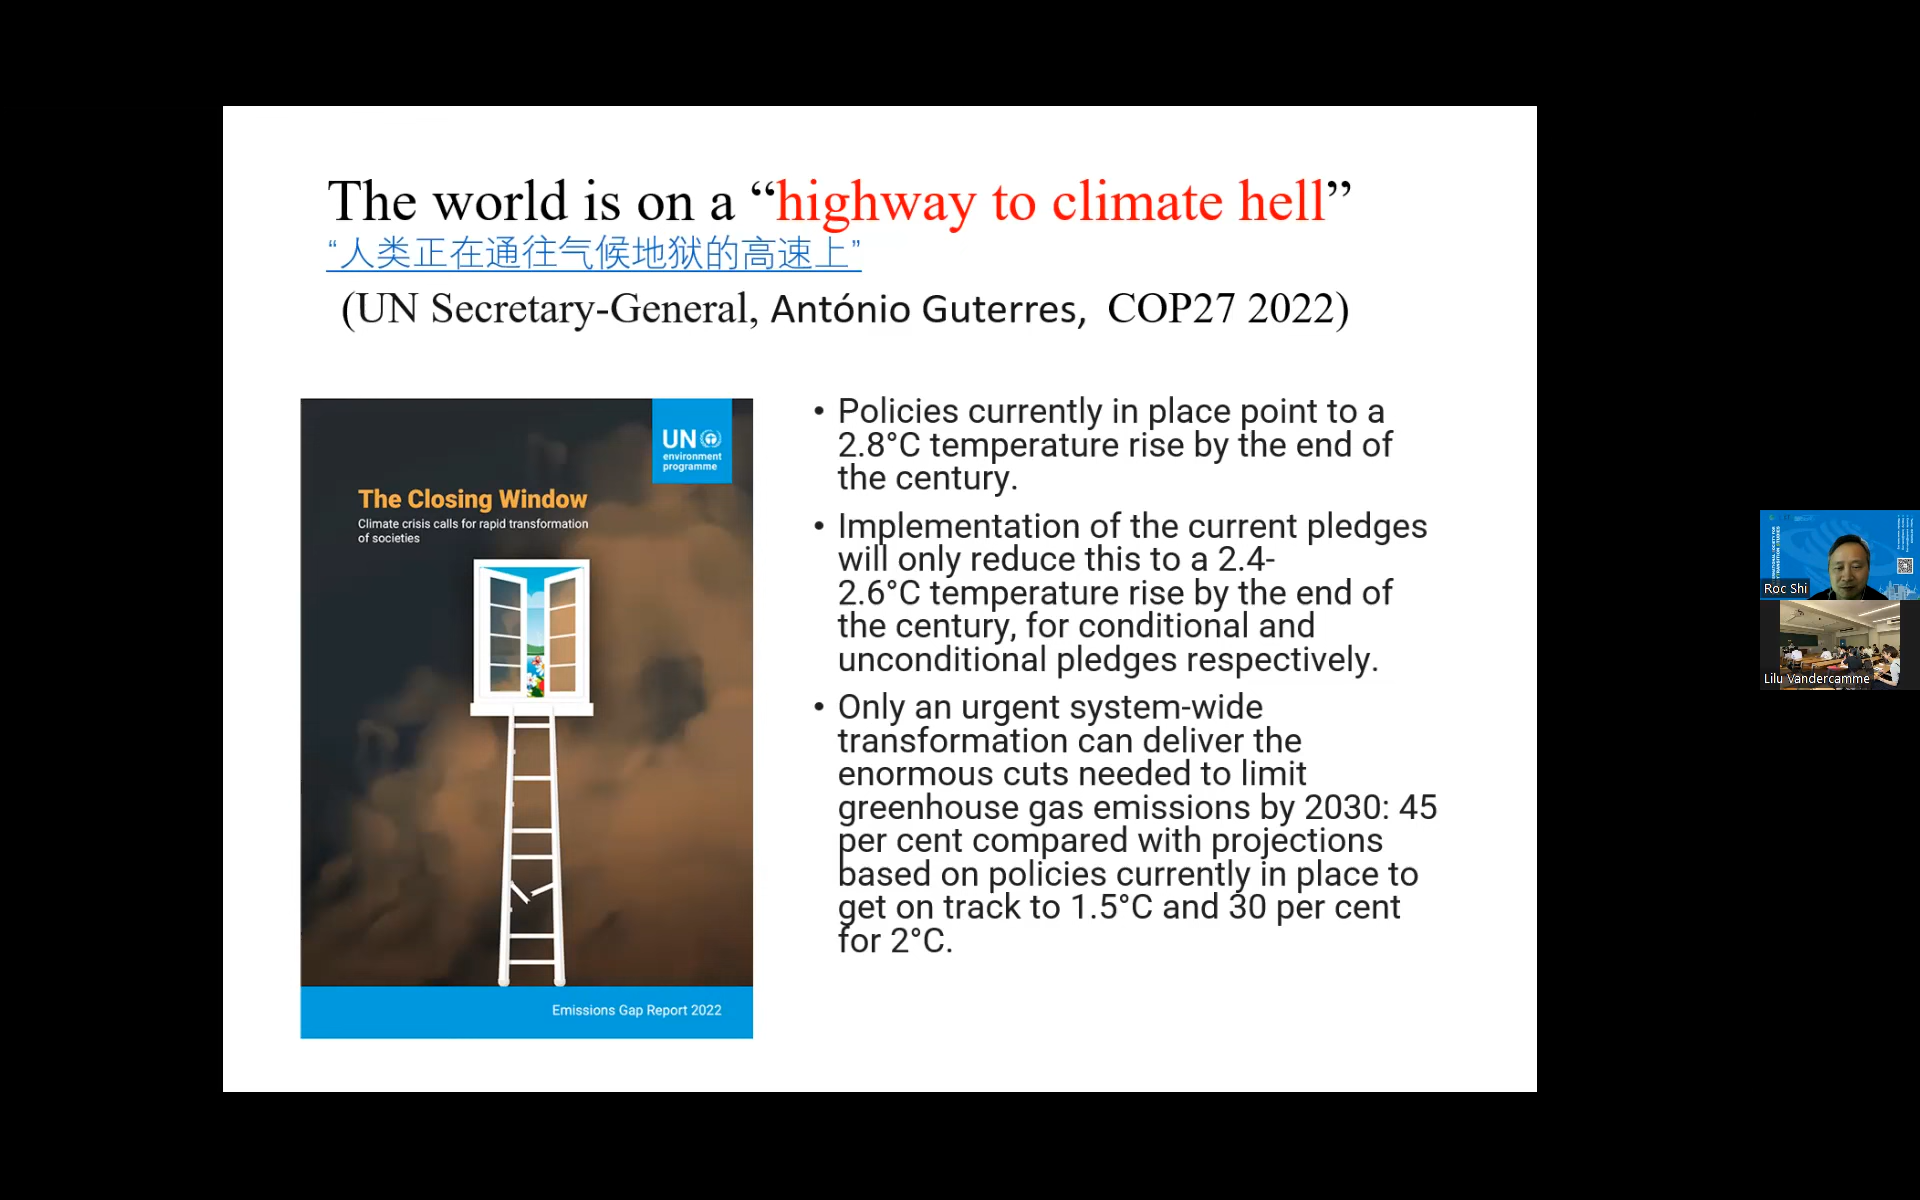 The world is on a “highway to climate hell”
“人类正在通往气候地狱的高速上”
(UN Secretary-General, António Guterres, COP27 2022)
UN
environment
programme
The Closing Window
Climate crisis calls for rapid transformation
of societies
Emissions Gap Report 2022
• Policies currently in place point to a
2.8°C temperature rise by the end of
the century.
• Implementation of the current pledges
will only reduce this to a 2.4-
2.6°C temperature rise by the end of
the century, for conditional and
unconditional pledges respectively.
• Only an urgent system-wide
transformation can deliver the
enormous cuts needed to limit
greenhouse gas emissions by 2030: 45
per cent compared with projections
based on policies currently in place to
get on track to 1.5°C and 30 per cent
for 2°C.
Roc Shi
Lilu Vandercamme